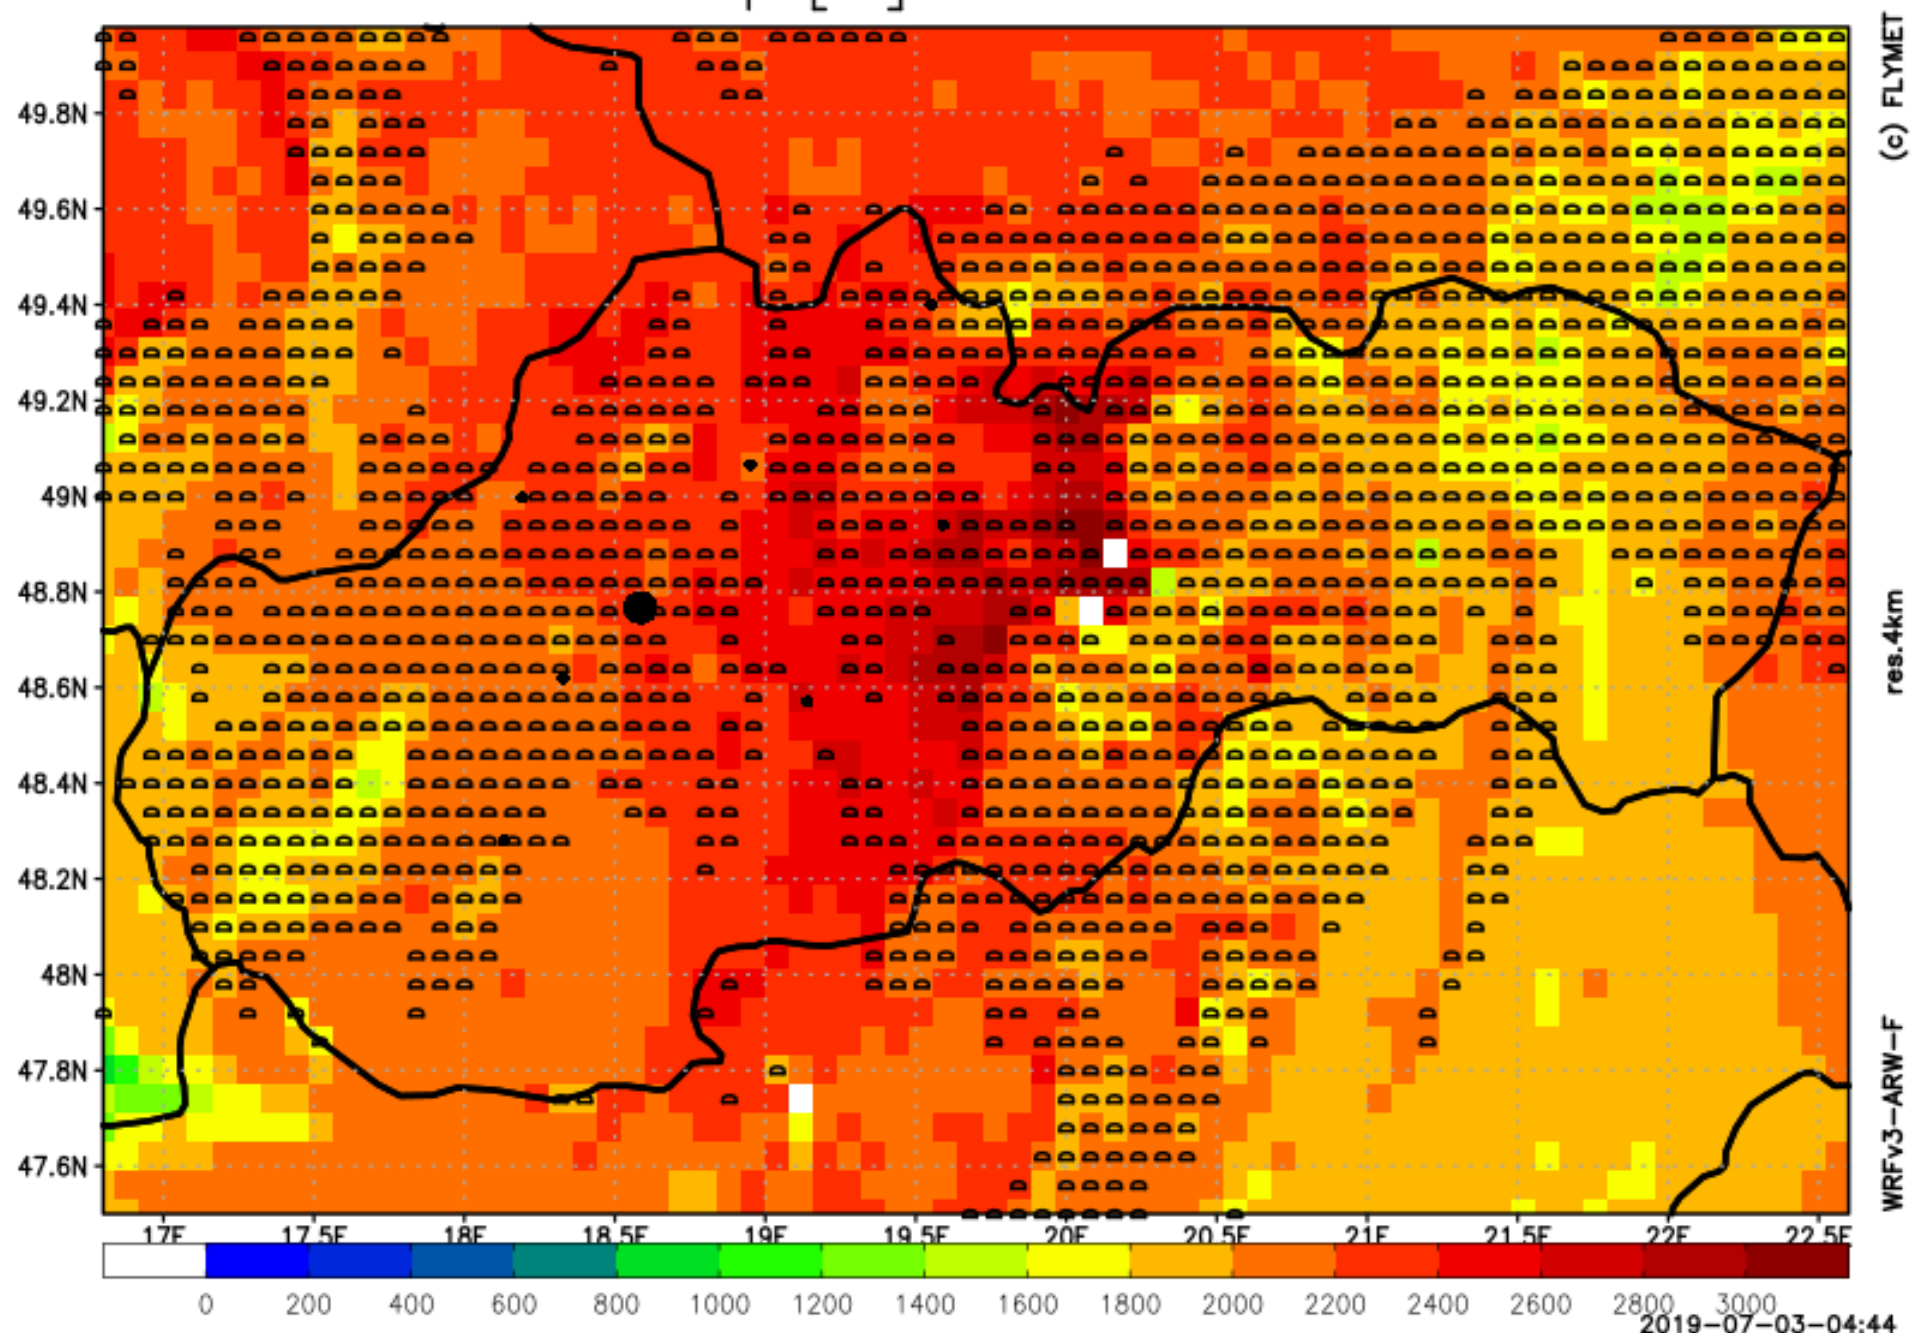 (c) FLYMET
49.8N
49.6N
49.4N
49.2N
49N
48.8N
48.6N
48.4N
48.2N
48N
47.8N
47.6N
res.4km
WRFv3-ARW-F
17E 17.5E 18E 18.5E 19E 19.5E 20E 20.5E 21E 21.5E 22E 22.5E
0 200 400 600 800 1000 1200 1400 1600 1800 2000 2200 2400 2600 2800 3000
2019-07-03-04:44